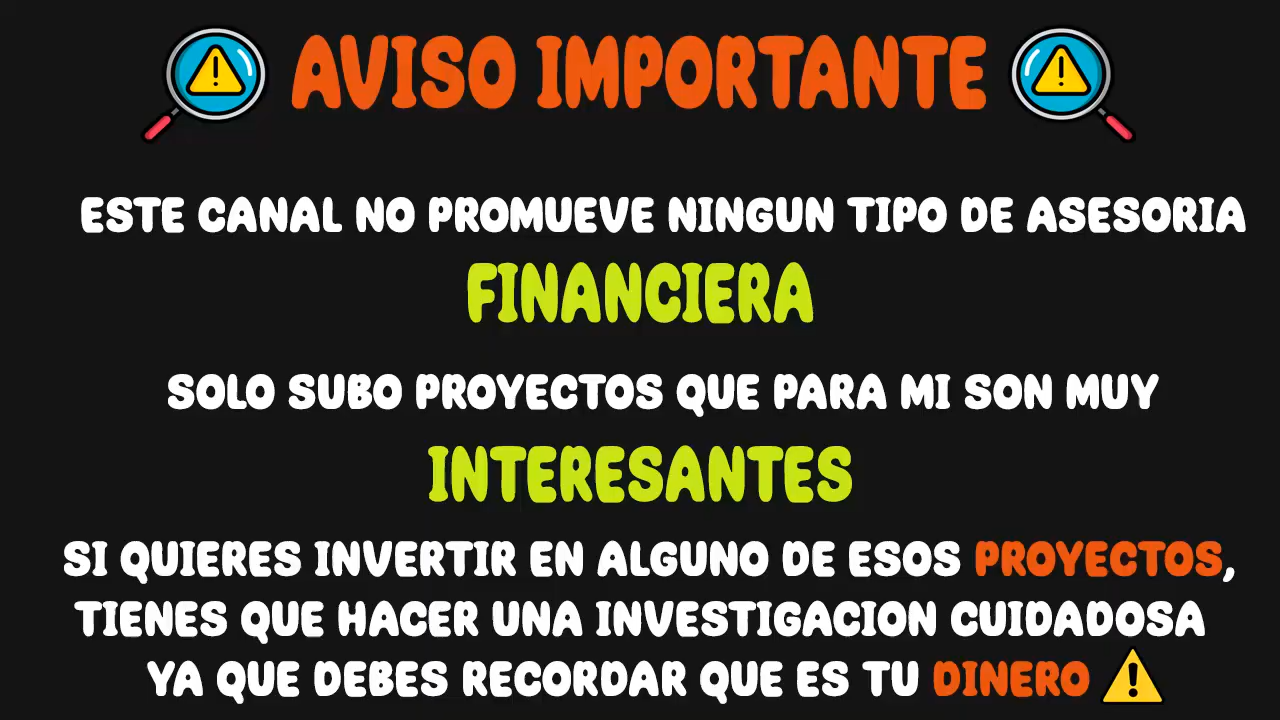 AVISO IMPORTANTE
ESTE CANAL NO PROMUEVE NINGUN TIPO DE ASESORIA
FINANCIERA
SOLO SUBO PROYECTOS QUE PARA MI SON MUY
INTERESANTES
SI QUIERES INVERTIR EN ALGUNO DE ESOS PROYECTOS,
TIENES QUE HACER UNA INVESTIGACION CUIDADOSA
YA QUE DEBES RECORDAR QUE ES TU DINERO